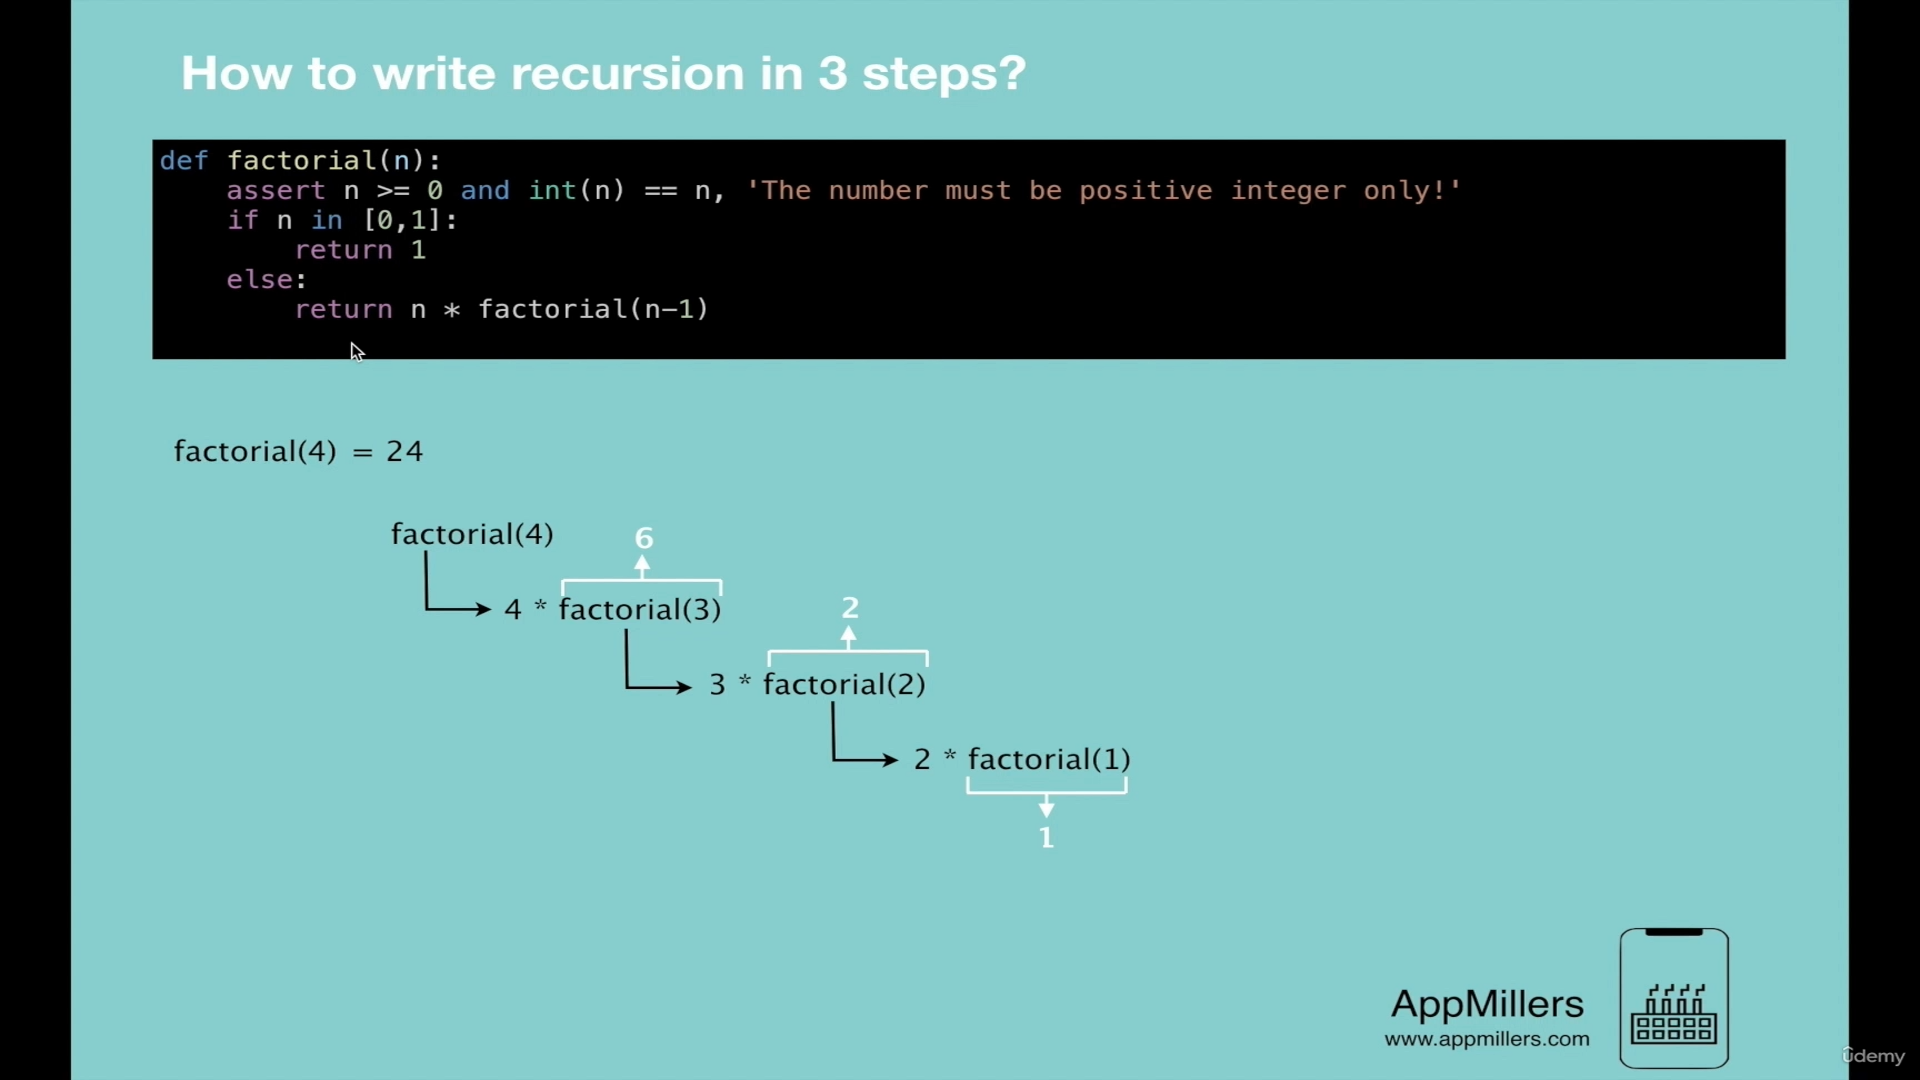 How to write recursion in 3 steps?
def factorial(n):
    assert n >= 0 and int(n) == n, 'The number must be positive integer only!'
    if n in [0,1]:
        return 1
    else:
        return n * factorial(n-1)
factorial(4) = 24
factorial(4)
6
4 * factorial(3)
2
3 * factorial(2)
2 * factorial(1)
1
AppMillers
www.appmillers.com
ûdemy